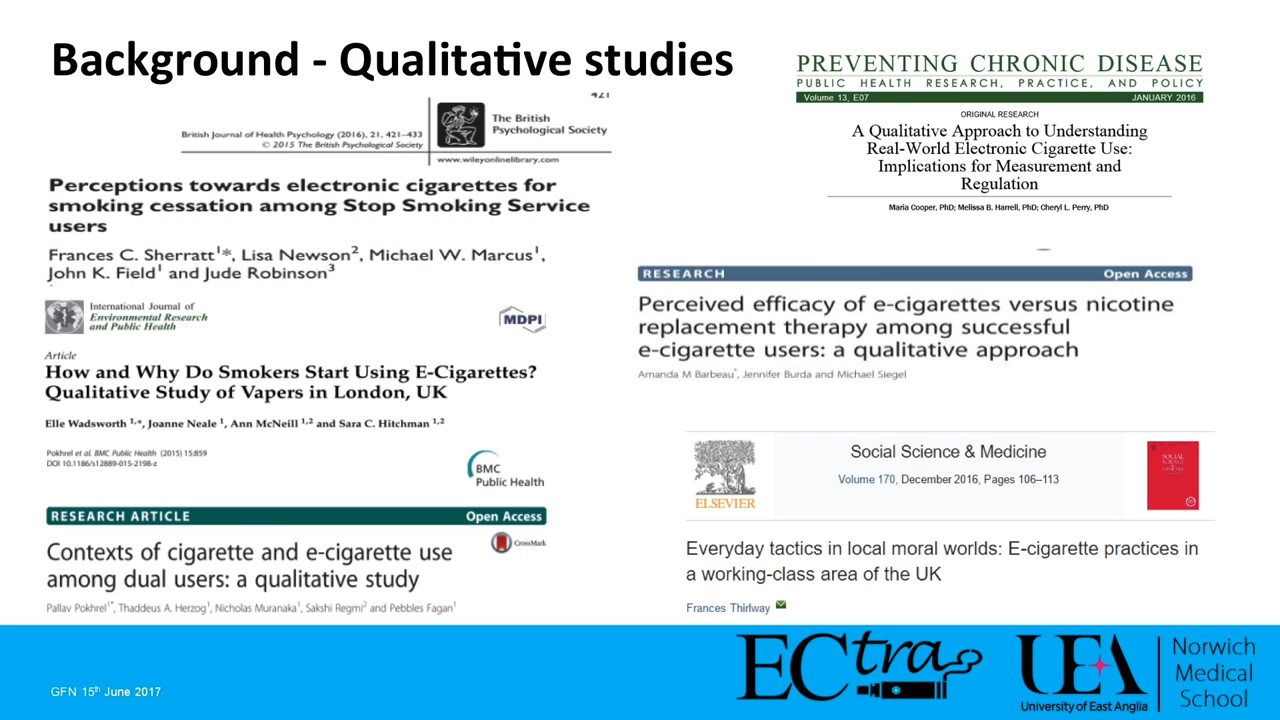 Background - Qualitative studies
421
British Journal of Health Psychology (2016), 21, 421–433
© 2015 The British Psychological Society
The British
Psychological Society
www.wileyonlinelibrary.com
Perceptions towards electronic cigarettes for
smoking cessation among Stop Smoking Service
users
Frances C. Sherratt1*, Lisa Newson2, Michael W. Marcus1,
John K. Field1 and Jude Robinson3
International Journal of
Environmental Research
and Public Health
MDPI
Article
How and Why Do Smokers Start Using E-Cigarettes?
Qualitative Study of Vapers in London, UK
Elle Wadsworth 1,*, Joanne Neale 1, Ann McNeill 1,2 and Sara C. Hitchman 1,2
Pokhrel et al. BMC Public Health (2015) 15:859
DOI 10.1186/s12889-015-2198-z
BMC
Public Health
RESEARCH ARTICLE
Open Access
CrossMark
Contexts of cigarette and e-cigarette use
among dual users: a qualitative study
Pallav Pokhrel1*, Thaddeus A. Herzog1, Nicholas Muranaka1, Sakshi Regmi2 and Pebbles Fagan1
PREVENTING CHRONIC DISEASE
PUBLIC HEALTH RESEARCH, PRACTICE, AND POLICY
Volume 13, E07
JANUARY 2016
ORIGINAL RESEARCH
A Qualitative Approach to Understanding
Real-World Electronic Cigarette Use:
Implications for Measurement and
Regulation
Maria Cooper, PhD; Melissa B. Harrell, PhD; Cheryl L. Perry, PhD
RESEARCH
Open Access
Perceived efficacy of e-cigarettes versus nicotine
replacement therapy among successful
e-cigarette users: a qualitative approach
Amanda M Barbeau*, Jennifer Burda and Michael Siegel
ELSEVIER
Social Science & Medicine
Volume 170, December 2016, Pages 106–113
SOCIAL
SCIENCE
& MEDICINE
Everyday tactics in local moral worlds: E-cigarette practices in
a working-class area of the UK
Frances Thirlway
GFN 15th June 2017
ECtra
UEA
University of East Anglia
Norwich
Medical
School